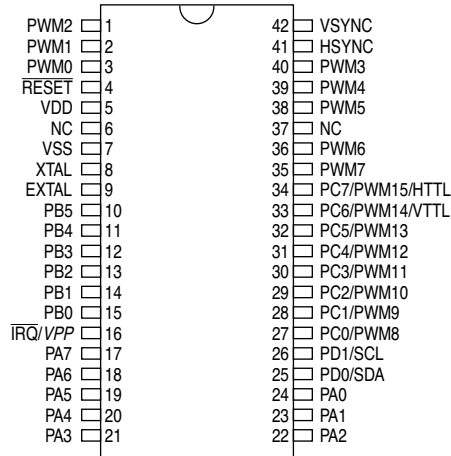 PWM2 1 42 VSYNC
PWM1 2 41 HSYNC
PWM0 3 40 PWM3
RESET 4 39 PWM4
VDD 5 38 PWM5
NC 6 37 NC
VSS 7 36 PWM6
XTAL 8 35 PWM7
EXTAL 9 34 PC7/PWM15/HTTL
PB5 10 33 PC6/PWM14/VTTL
PB4 11 32 PC5/PWM13
PB3 12 31 PC4/PWM12
PB2 13 30 PC3/PWM11
PB1 14 29 PC2/PWM10
PB0 15 28 PC1/PWM9
IRQ/VPP 16 27 PC0/PWM8
PA7 17 26 PD1/SCL
PA6 18 25 PD0/SDA
PA5 19 24 PA0
PA4 20 23 PA1
PA3 21 22 PA2